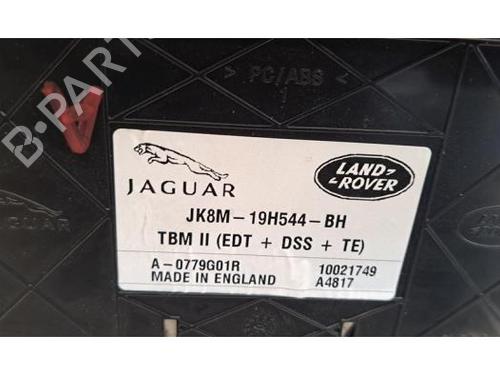 B-PARTS
> PC/ABS <
JAGUAR
LAND-
-ROVER
JK8M-19H544-BH
TBM II (EDT + DSS + TE)
A-0779G01R 10021749
MADE IN ENGLAND A4817